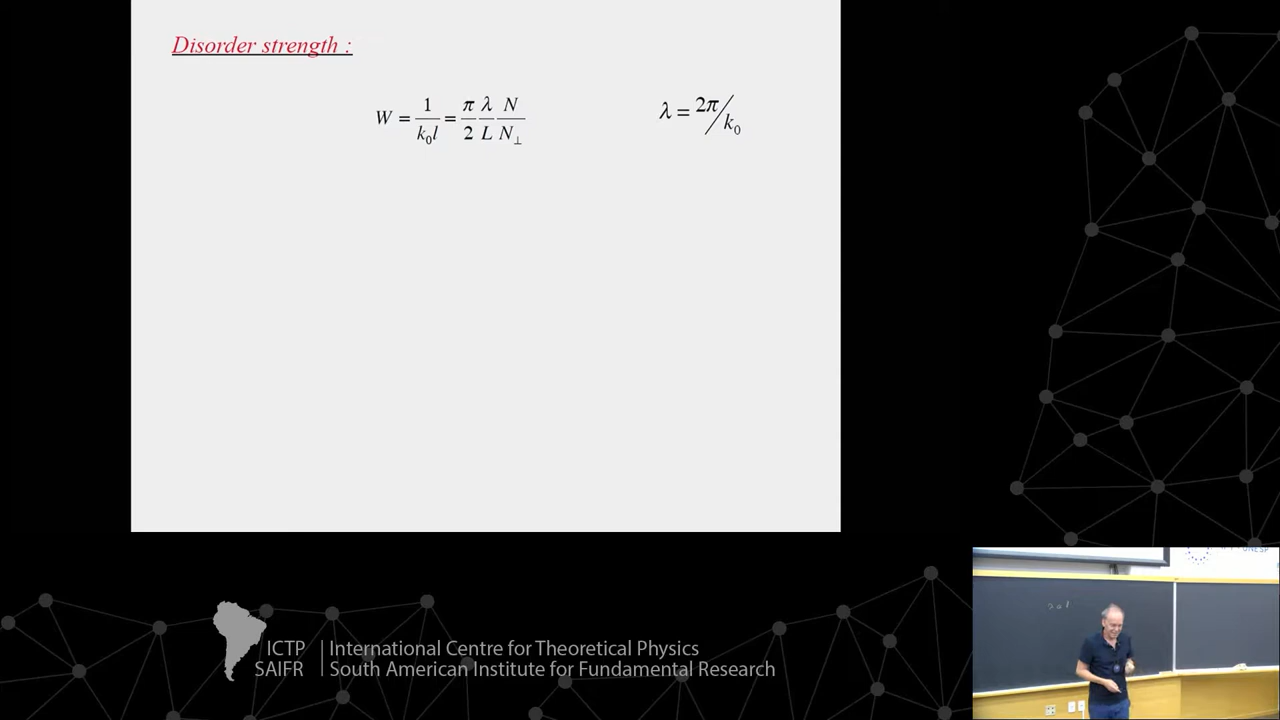 Disorder strength :
W = 1/k₀l = π/2 λ/L N/N⊥
λ = 2π/k₀
ICTP | International Centre for Theoretical Physics
SAIFR | South American Institute for Fundamental Research
UNESP